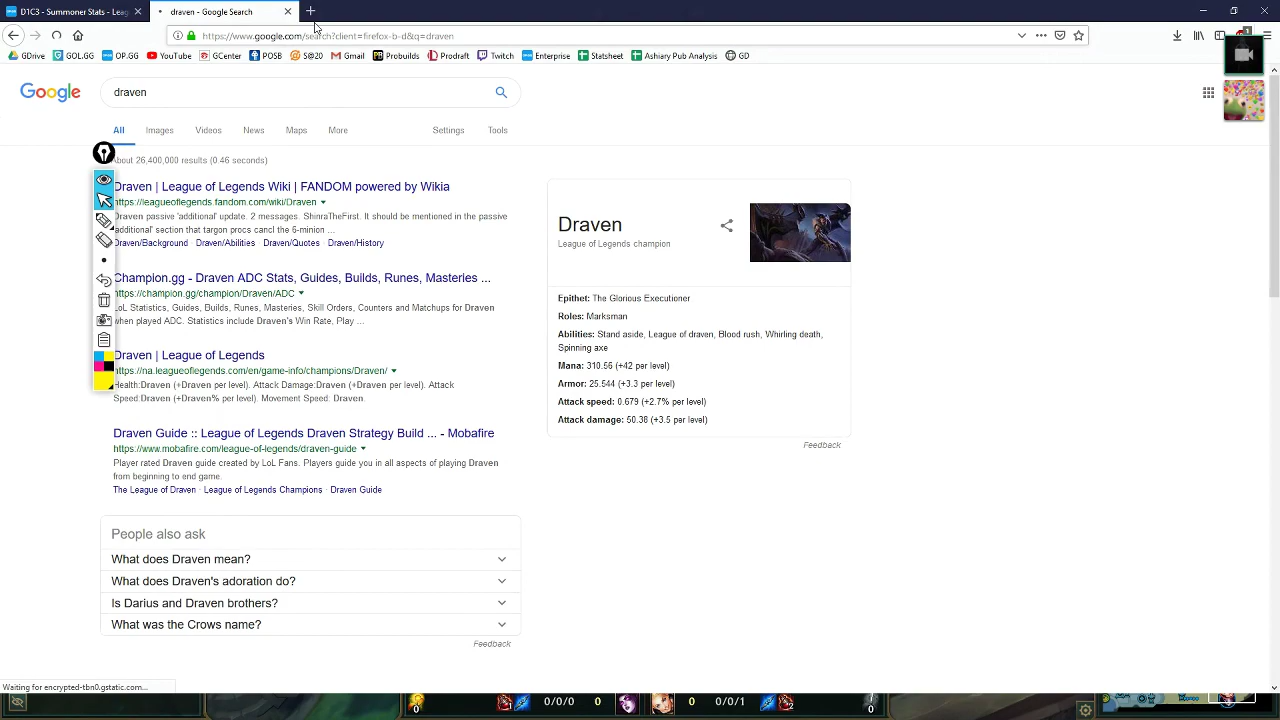 D1C3 - Summoner Stats - Leag
draven - Google Search
https://www.google.com/search?client=firefox-b-d&q=draven
1
GDrive
GOL.GG
OP.GG
YouTube
GCenter
POSB
S@20
Gmail
Probuilds
Prodraft
Twitch
Enterprise
Statsheet
Ashiary Pub Analysis
GD
Google
draven
All
Images
Videos
News
Maps
More
Settings
Tools
About 26,400,000 results (0.46 seconds)
Draven | League of Legends Wiki | FANDOM powered by Wikia
https://leagueoflegends.fandom.com/wiki/Draven
Draven passive 'additional' update. 2 messages. ShinraTheFirst. It should be mentioned in the passive
additional' section that targon procs cancl the 6-minion ...
Draven/Background · Draven/Abilities · Draven/Quotes · Draven/History
Champion.gg - Draven ADC Stats, Guides, Builds, Runes, Masteries ...
https://champion.gg/champion/Draven/ADC
LoL Statistics, Guides, Builds, Runes, Masteries, Skill Orders, Counters and Matchups for Draven
when played ADC. Statistics include Draven's Win Rate, Play ...
Draven | League of Legends
https://na.leagueoflegends.com/en/game-info/champions/Draven/
Health:Draven (+Draven per level). Attack Damage:Draven (+Draven per level). Attack
Speed:Draven (+Draven% per level). Movement Speed: Draven.
Draven Guide :: League of Legends Draven Strategy Build ... - Mobafire
https://www.mobafire.com/league-of-legends/draven-guide
Player rated Draven guide created by LoL Fans. Players guide you in all aspects of playing Draven
from beginning to end game.
The League of Draven · League of Legends Champions · Draven Guide
People also ask
What does Draven mean?
What does Draven's adoration do?
Is Darius and Draven brothers?
What was the Crows name?
Feedback
Draven
League of Legends champion
Epithet: The Glorious Executioner
Roles: Marksman
Abilities: Stand aside, League of draven, Blood rush, Whirling death,
Spinning axe
Mana: 310.56 (+42 per level)
Armor: 25.544 (+3.3 per level)
Attack speed: 0.679 (+2.7% per level)
Attack damage: 50.38 (+3.5 per level)
Feedback
Waiting for encrypted-tbn0.gstatic.com...
0
0/0/0
0
0
0/0/1
0